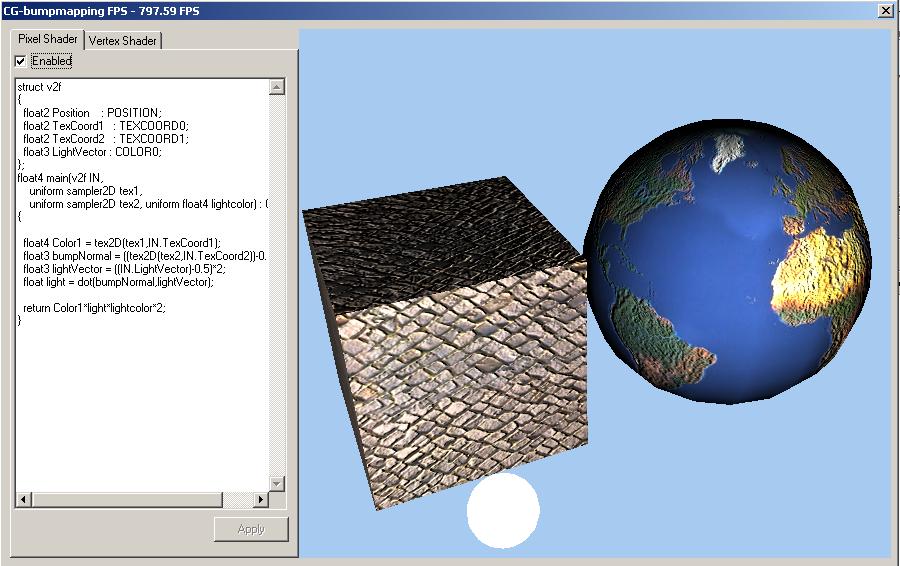 CG-bumpmapping FPS - 797.59 FPS
Pixel Shader
Vertex Shader
Enabled
struct v2f
{
float2 Position : POSITION;
float2 TexCoord1 : TEXCOORD0;
float2 TexCoord2 : TEXCOORD1;
float3 LightVector : COLOR0;
};
float4 main(v2f IN,
uniform sampler2D tex1,
uniform sampler2D tex2, uniform float4 lightcolor) :
{
float4 Color1 = tex2D(tex1,IN.TexCoord1);
float3 bumpNormal = ((tex2D(tex2,IN.TexCoord2))-0.
float3 lightVector = ((IN.LightVector)-0.5)*2;
float light = dot(bumpNormal,lightVector);
return Color1*light*lightcolor*2;
}
Apply